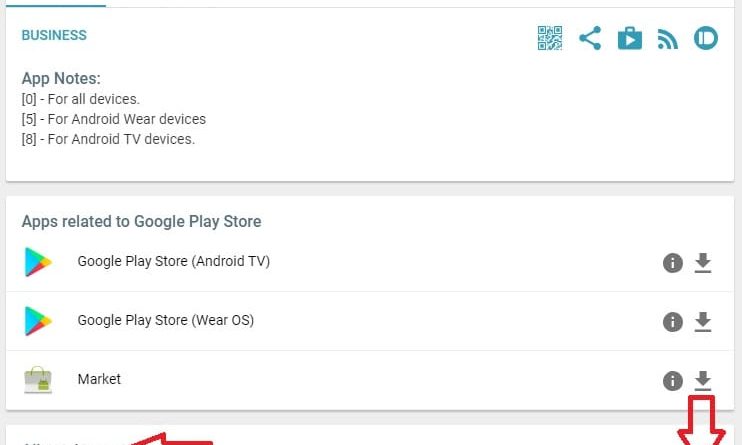 BUSINESS
App Notes:
[0] - For all devices.
[5] - For Android Wear devices
[8] - For Android TV devices.
Apps related to Google Play Store
Google Play Store (Android TV)
Google Play Store (Wear OS)
Market